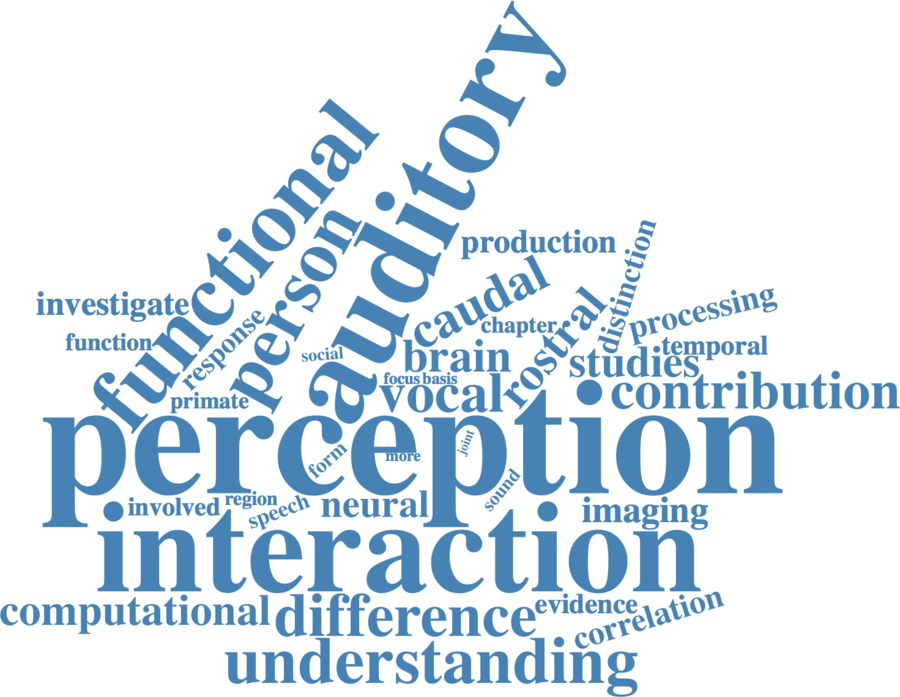 auditory
functional
person
production
distinction
caudal
investigate
processing
chapter
rostral
function
response
social
brain
temporal
studies
focus
basis
primate
vocal
contribution
perception
form
more
joint
sound
involved
region
speech
neural
imaging
interaction
computational
difference
evidence
correlation
understanding